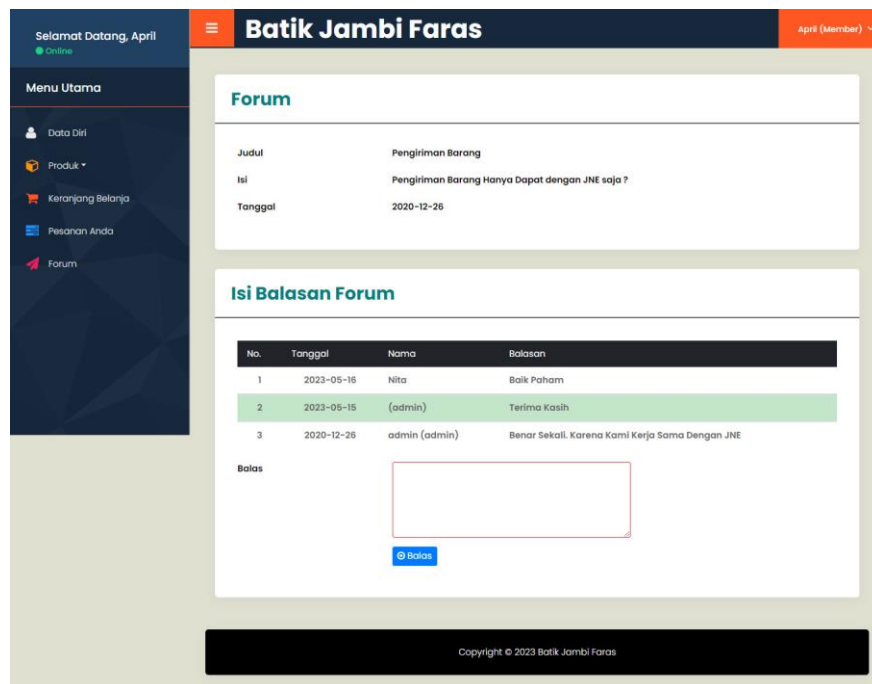 Selamat Datang, April
Online
Batik Jambi Faras
April (Member)
Menu Utama
Data Diri
Produk
Keranjang Belanja
Pesanan Anda
Forum
Forum
Judul Pengiriman Barang
Isi Pengiriman Barang Hanya Dapat dengan JNE saja ?
Tanggal 2020-12-26
Isi Balasan Forum
No. Tanggal Nama Balasan
1 2023-05-16 Nita Baik Paham
2 2023-05-15 (admin) Terima Kasih
3 2020-12-26 admin (admin) Benar Sekali. Karena Kami Kerja Sama Dengan JNE
Balas
Balas
Copyright © 2023 Batik Jambi Faras